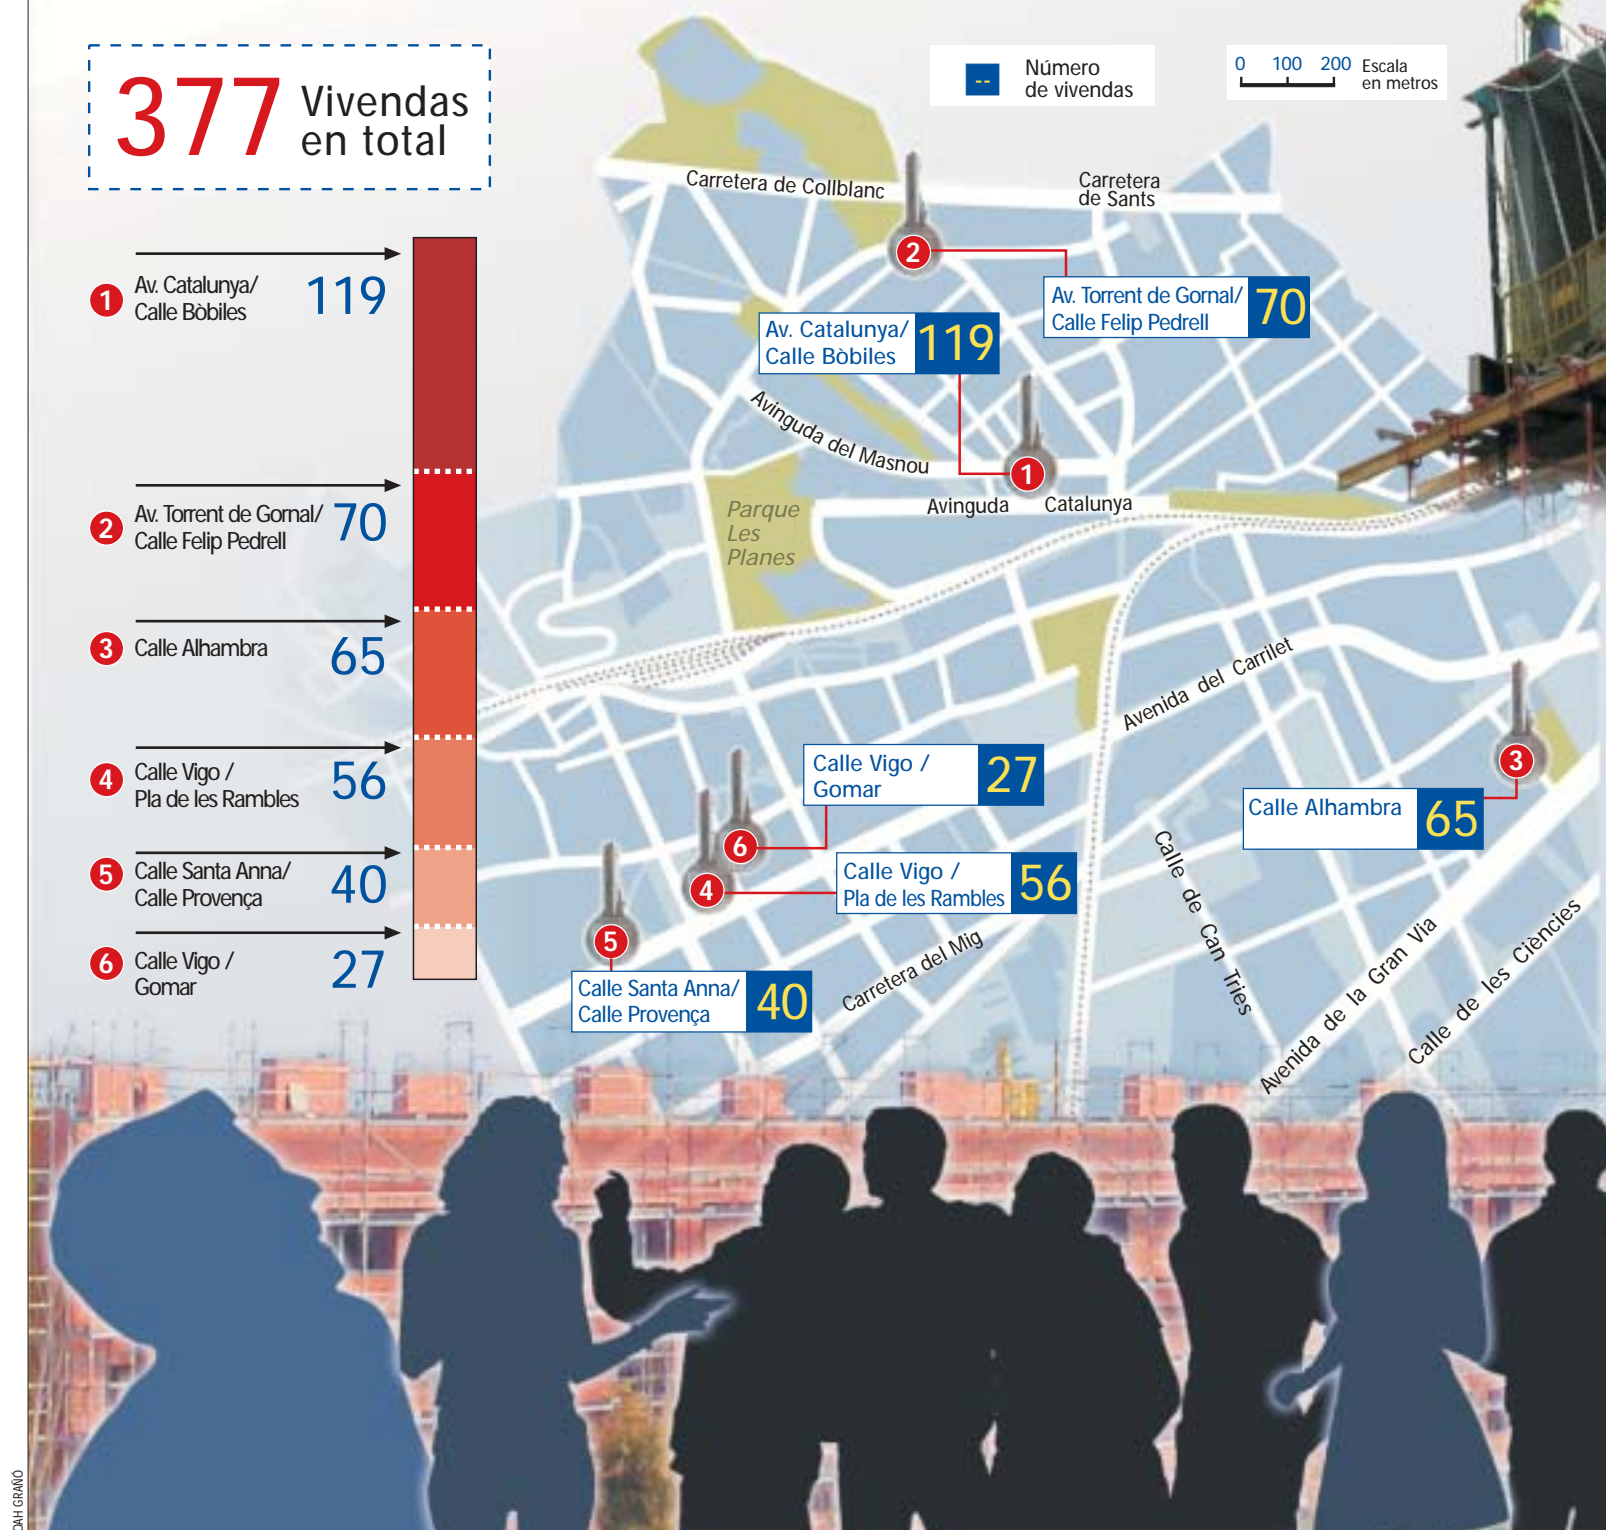 377 Vivendas
en total
-- Número
de vivendas
0 100 200 Escala
en metros
1 Av. Catalunya/
Calle Bòbiles 119
2 Av. Torrent de Gornal/
Calle Felip Pedrell 70
3 Calle Alhambra 65
4 Calle Vigo /
Pla de les Rambles 56
5 Calle Santa Anna/
Calle Provença 40
6 Calle Vigo /
Gomar 27
Carretera de Collblanc
Carretera
de Sants
2
Av. Torrent de Gornal/
Calle Felip Pedrell 70
Av. Catalunya/
Calle Bòbiles 119
Avinguda del Masnou
1
Avinguda Catalunya
Parque
Les
Planes
Avenida del Carrilet
3
Calle Alhambra 65
Calle Vigo /
Gomar 27
6
4
Calle Vigo /
Pla de les Rambles 56
5
Calle Santa Anna/
Calle Provença 40
Carretera del Mig
Calle de Can Tries
Avenida de la Gran Via
Calle de les Ciències
GRAÑÓ